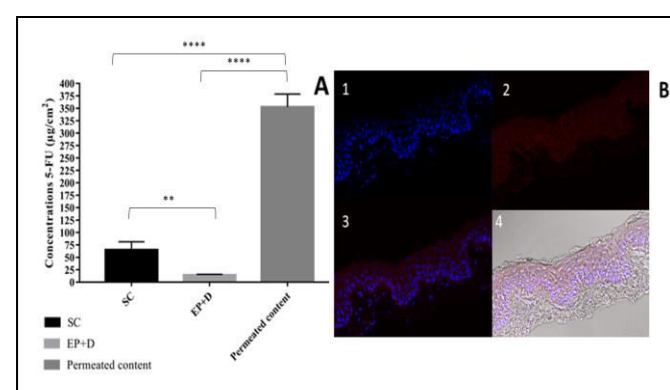 ****
****
**
A
B
Concentrations 5-FU (µg/cm²)
400
375
350
325
300
275
250
225
200
175
150
125
100
75
50
25
0
SC
EP+D
Permeated content
SC
EP+D
Permeated content
1
2
3
4